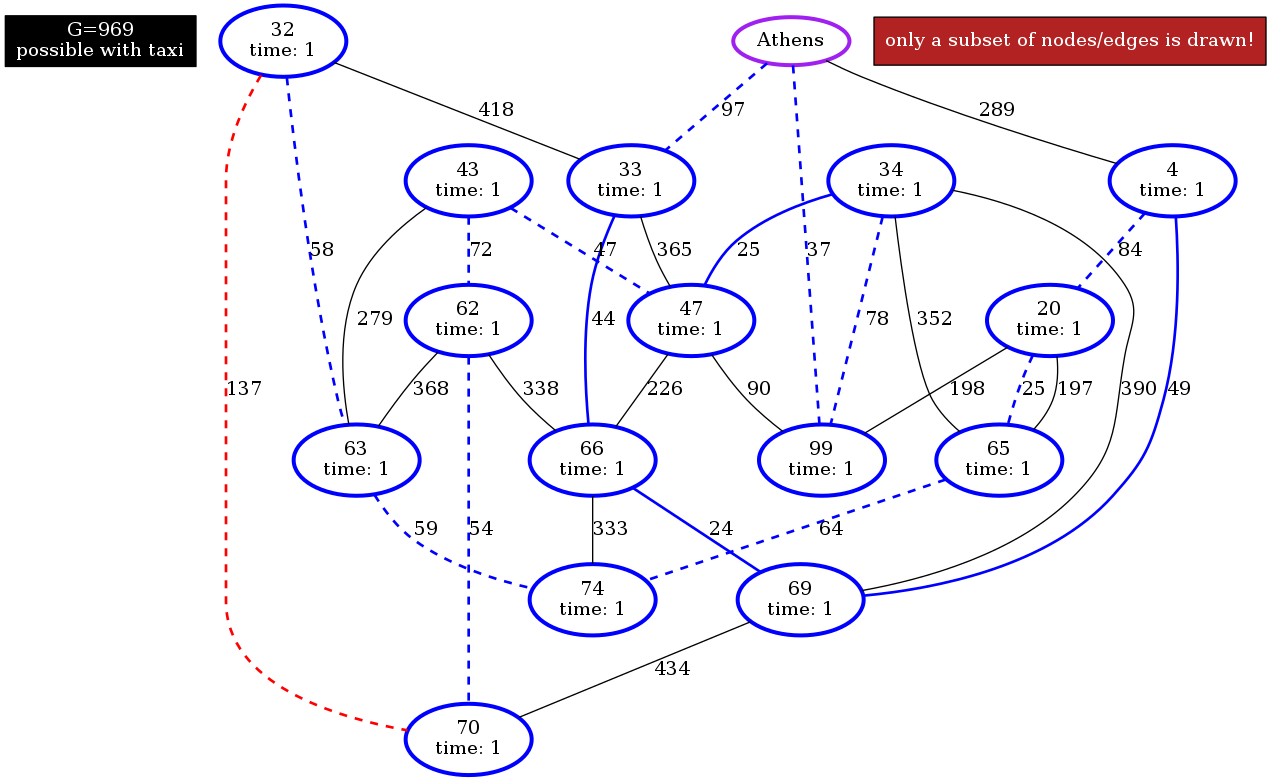 G=969
possible with taxi
32
time: 1
Athens
only a subset of nodes/edges is drawn!
418
97
289
43
time: 1
33
time: 1
34
time: 1
4
time: 1
58
72
47
365
25
37
84
62
time: 1
47
time: 1
20
time: 1
279
44
78
352
137
368
338
226
90
198
25
197
390
49
63
time: 1
66
time: 1
99
time: 1
65
time: 1
59
54
333
24
64
74
time: 1
69
time: 1
434
70
time: 1